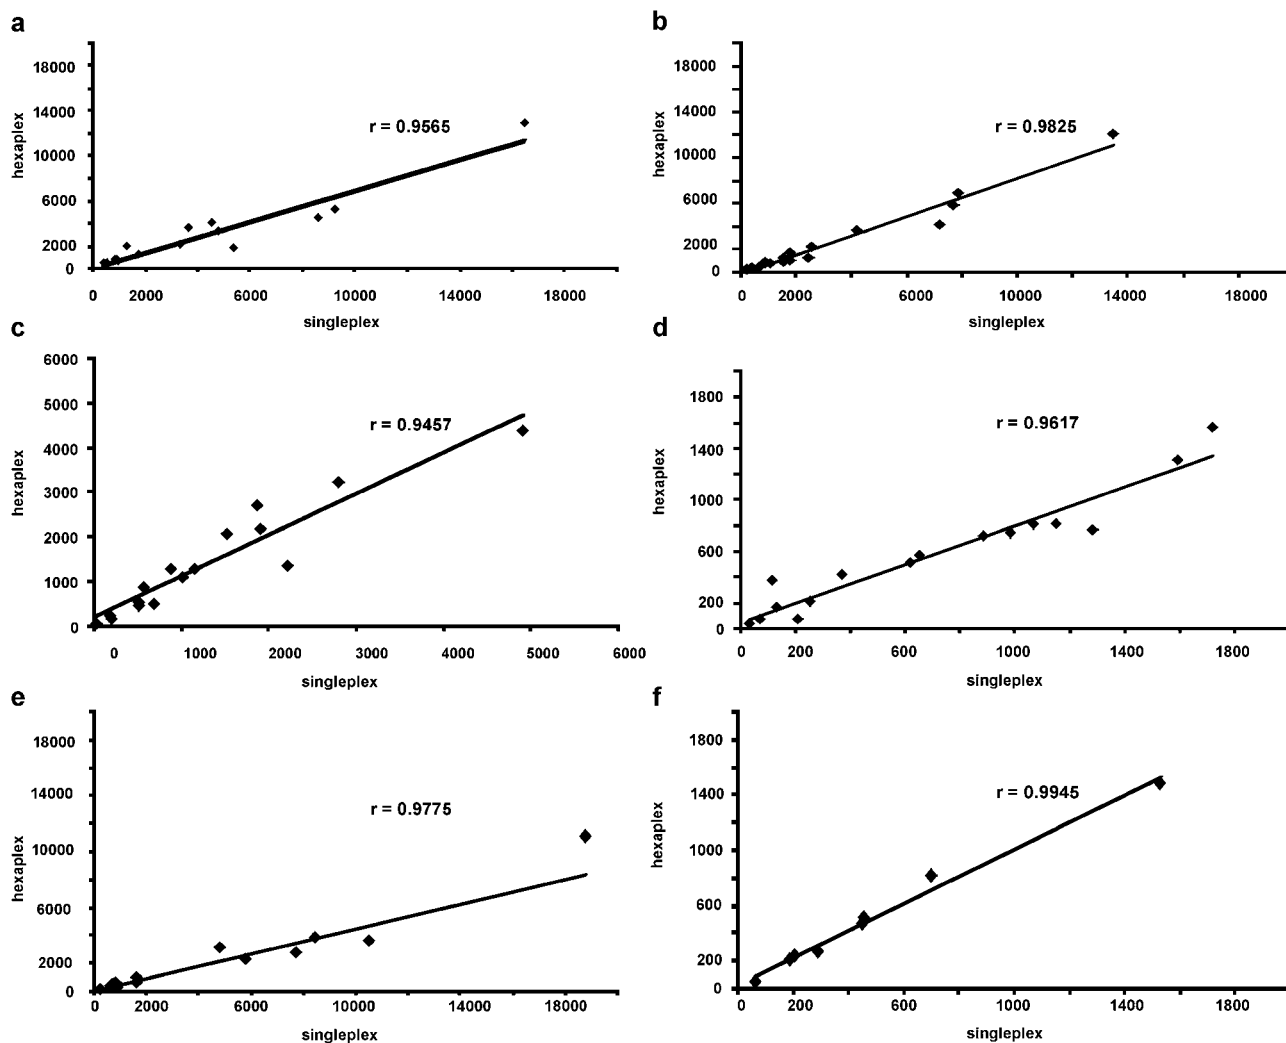 a
hexaplex
18000
14000
10000
6000
2000
0
r = 0.9565
0 2000 6000 10000 14000 18000
singleplex
b
hexaplex
18000
14000
10000
6000
2000
0
r = 0.9825
0 2000 6000 10000 14000 18000
singleplex
c
hexaplex
6000
5000
4000
3000
2000
1000
0
r = 0.9457
0 1000 2000 3000 4000 5000 6000
singleplex
d
hexaplex
1800
1400
1000
600
200
0
r = 0.9617
0 200 600 1000 1400 1800
singleplex
e
hexaplex
18000
14000
10000
6000
2000
0
r = 0.9775
0 2000 6000 10000 14000 18000
singleplex
f
hexaplex
1800
1400
1000
600
200
0
r = 0.9945
0 200 600 1000 1400 1800
singleplex